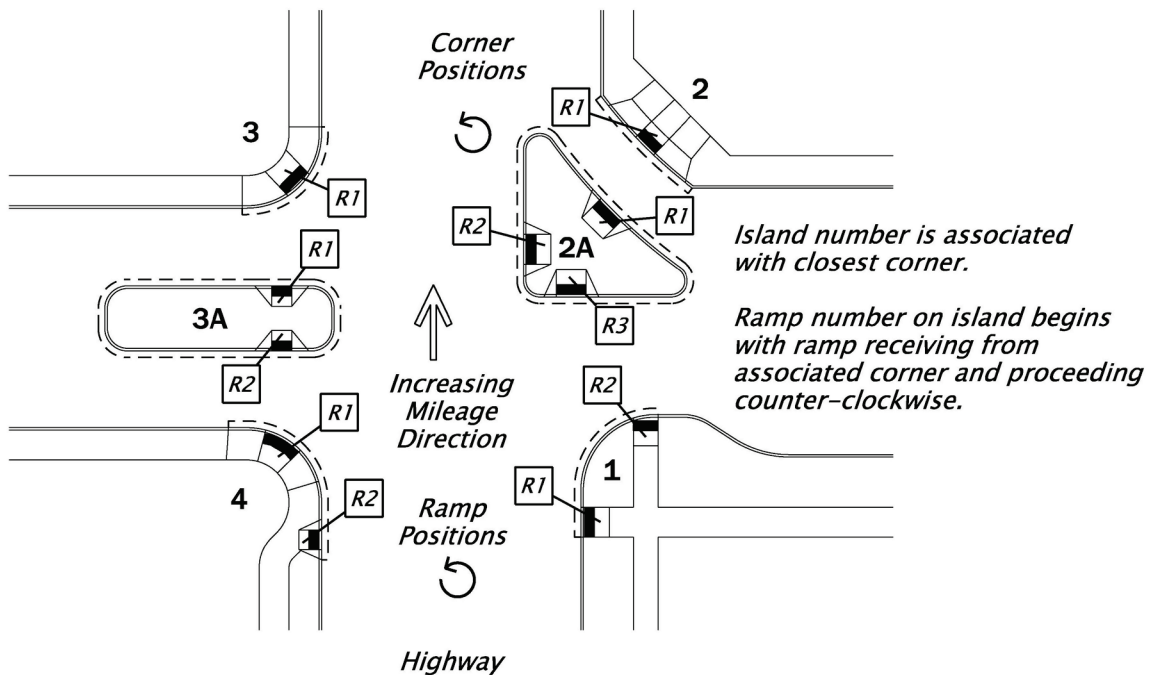 Corner
Positions
2
R1
3
R1
R1
R2
2A
R1
Island number is associated
with closest corner.
R1
3A
R3
Ramp number on island begins
with ramp receiving from
associated corner and proceeding
counter-clockwise.
R2
Increasing
Mileage
Direction
R1
R2
1
4
R2
R1
Ramp
Positions
Highway